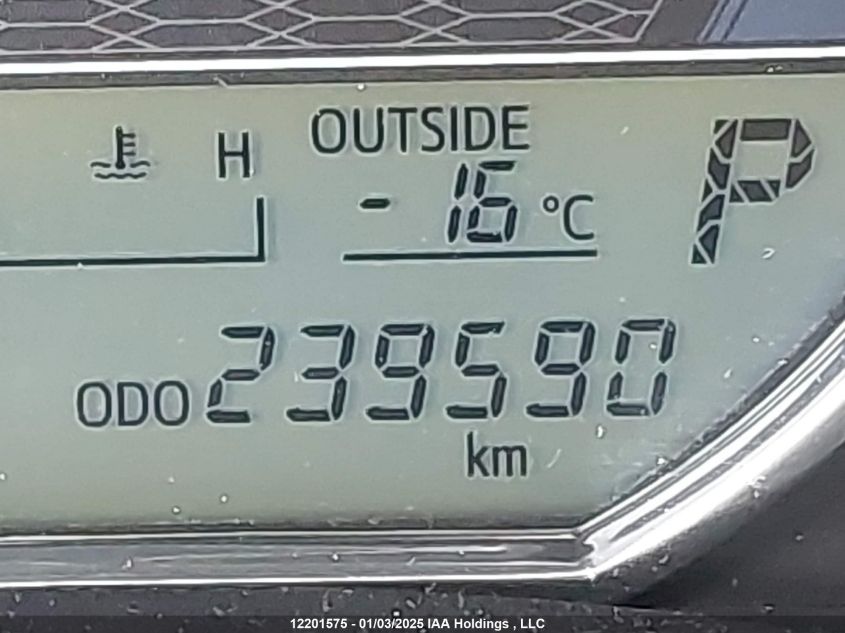 H
OUTSIDE
- 16 °C
P
ODO 239590
km
12201575 - 01/03/2025 IAA Holdings , LLC